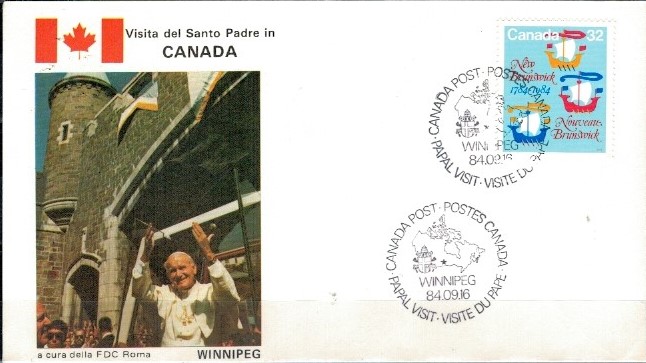 Visita del Santo Padre in
CANADA
Canada 32
New
Brunswick
1784-1984
Nouveau-
Brunswick
CANADA POST · POSTES CANADA
WINNIPEG
84.09.16
PAPAL VISIT · VISITE DU PAPE
CANADA POST · POSTES CANADA
WINNIPEG
84.09.16
PAPAL VISIT · VISITE DU PAPE
a cura della FDC Roma
WINNIPEG